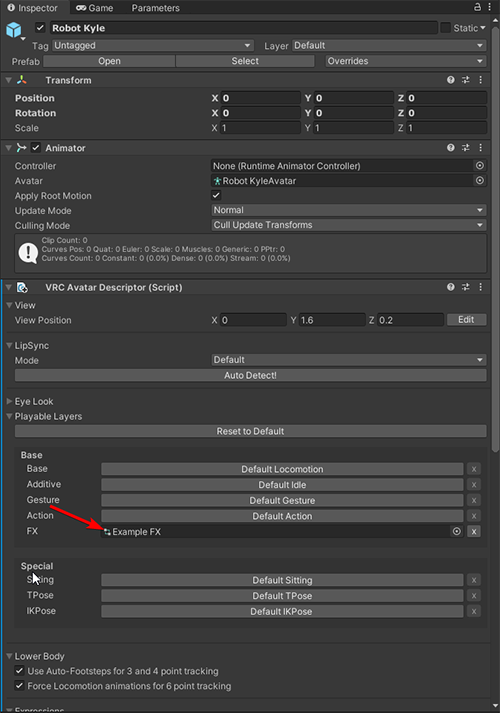 Inspector Game Parameters
Robot Kyle Static
Tag Untagged Layer Default
Prefab Open Select Overrides
Transform
Position X 0 Y 0 Z 0
Rotation X 0 Y 0 Z 0
Scale X 1 Y 1 Z 1
Animator
Controller None (Runtime Animator Controller)
Avatar Robot KyleAvatar
Apply Root Motion
Update Mode Normal
Culling Mode Cull Update Transforms
Clip Count: 0
Curves Pos: 0 Quat: 0 Euler: 0 Scale: 0 Muscles: 0 Generic: 0 PPtr: 0
Curves Count: 0 Constant: 0 (0.0%) Dense: 0 (0.0%) Stream: 0 (0.0%)
VRC Avatar Descriptor (Script)
View
View Position X 0 Y 1.6 Z 0.2 Edit
LipSync
Mode Default
Auto Detect!
Eye Look
Playable Layers
Reset to Default
Base
Base Default Locomotion x
Additive Default Idle x
Gesture Default Gesture x
Action Default Action x
FX Example FX x
Special
Sitting Default Sitting x
TPose Default TPose x
IKPose Default IKPose x
Lower Body
Use Auto-Footsteps for 3 and 4 point tracking
Force Locomotion animations for 6 point tracking
Expressions